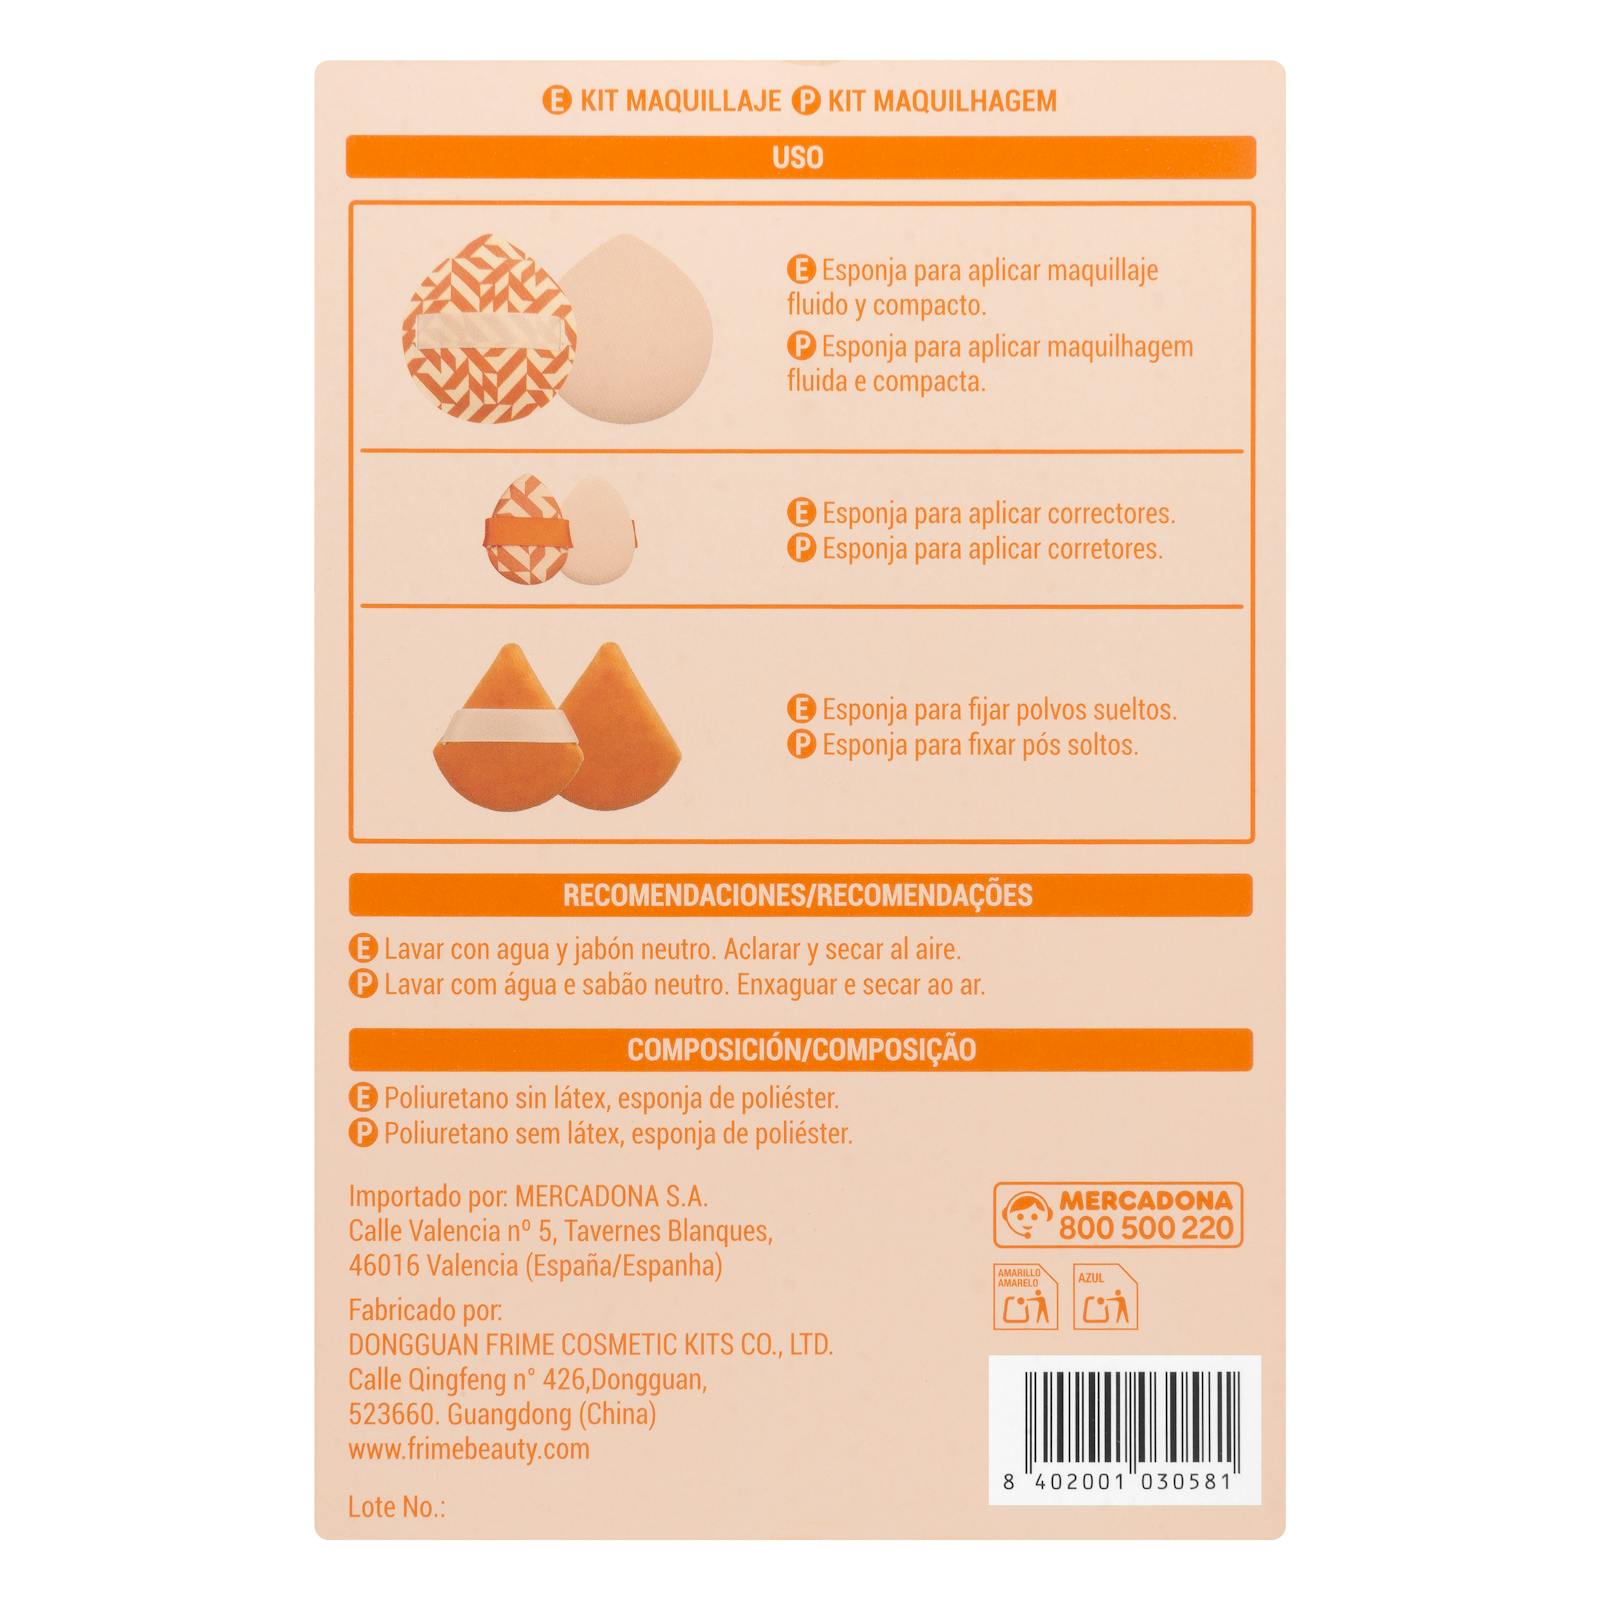 E KIT MAQUILLAJE P KIT MAQUILHAGEM
USO
E Esponja para aplicar maquillaje
fluido y compacto.
P Esponja para aplicar maquilhagem
fluida e compacta.
E Esponja para aplicar correctores.
P Esponja para aplicar corretores.
E Esponja para fijar polvos sueltos.
P Esponja para fixar pós soltos.
RECOMENDACIONES/RECOMENDAÇÕES
E Lavar con agua y jabón neutro. Aclarar y secar al aire.
P Lavar com água e sabão neutro. Enxaguar e secar ao ar.
COMPOSICIÓN/COMPOSIÇÃO
E Poliuretano sin látex, esponja de poliéster.
P Poliuretano sem látex, esponja de poliéster.
Importado por: MERCADONA S.A.
Calle Valencia nº 5, Tavernes Blanques,
46016 Valencia (España/Espanha)
Fabricado por:
DONGGUAN FRIME COSMETIC KITS CO., LTD.
Calle Qingfeng n° 426,Dongguan,
523660. Guangdong (China)
www.frimebeauty.com
Lote No.:
MERCADONA
800 500 220
AMARILLO
AMARELO
AZUL
8 402001 030581